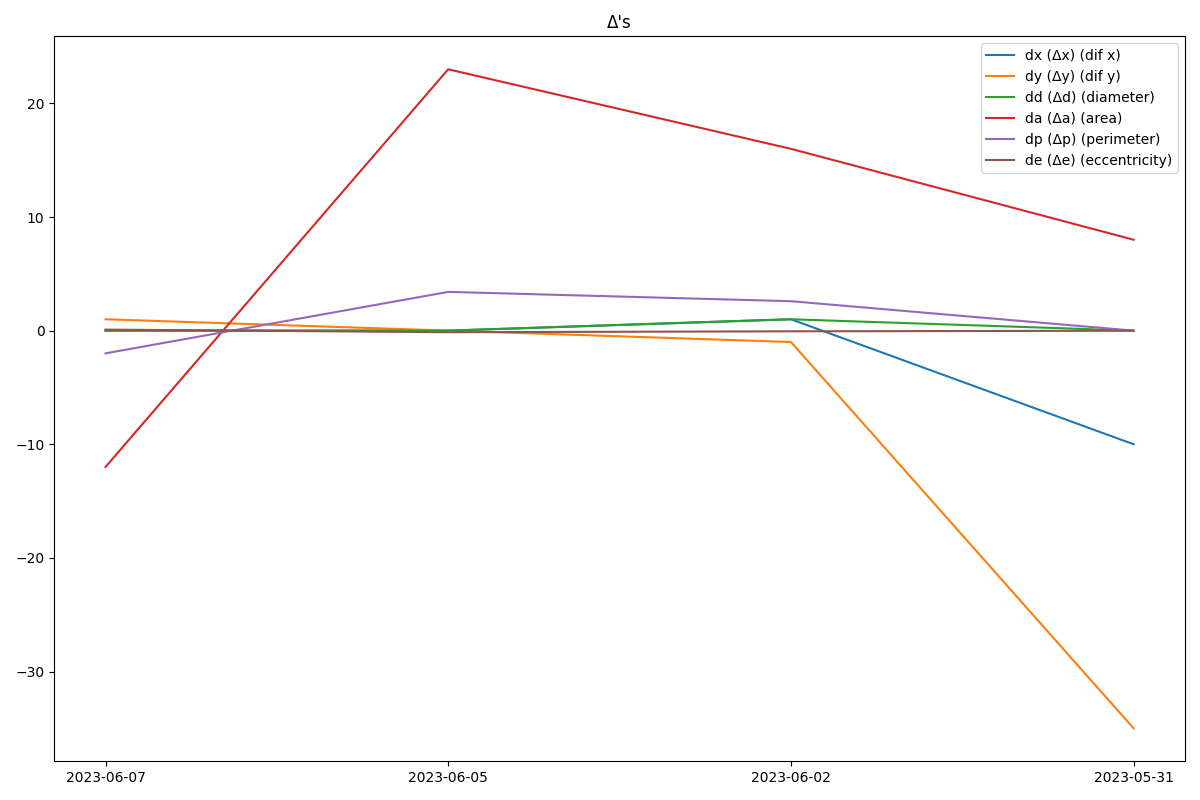 Δ's
dx (Δx) (dif x)
dy (Δy) (dif y)
dd (Δd) (diameter)
da (Δa) (area)
dp (Δp) (perimeter)
de (Δe) (eccentricity)
20
10
0
−10
−20
−30
2023-06-07 2023-06-05 2023-06-02 2023-05-31